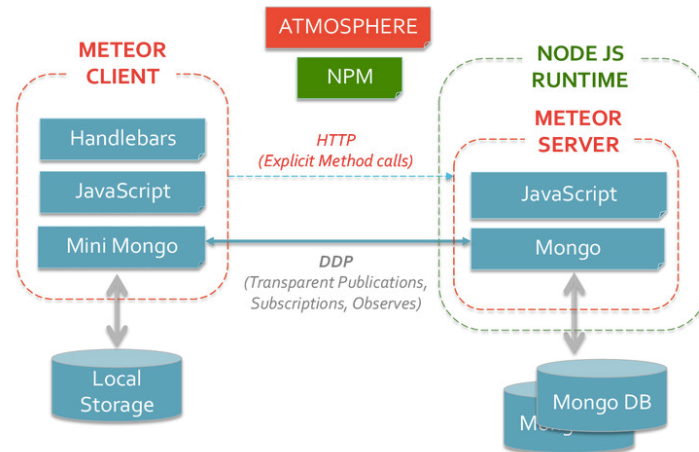 ATMOSPHERE
NPM
METEOR
CLIENT
Handlebars
JavaScript
Mini Mongo
HTTP
(Explicit Method calls)
DDP
(Transparent Publications,
Subscriptions, Observes)
NODE JS
RUNTIME
METEOR
SERVER
JavaScript
Mongo
Local
Storage
Mongo DB